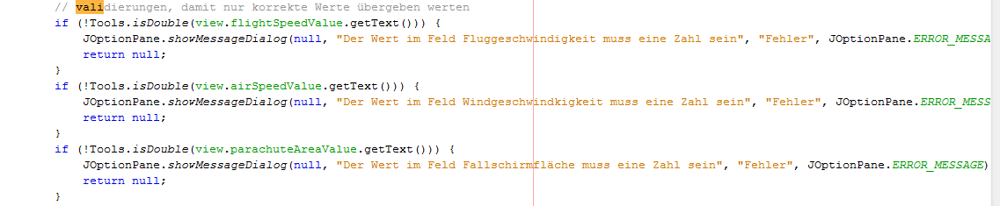 // validierungen, damit nur korrekte Werte übergeben werten
if (!Tools.isDouble(view.flightSpeedValue.getText())) {
JOptionPane.showMessageDialog(null, "Der Wert im Feld Fluggeschwindigkeit muss eine Zahl sein", "Fehler", JOptionPane.ERROR_MESSA
return null;
}
if (!Tools.isDouble(view.airSpeedValue.getText())) {
JOptionPane.showMessageDialog(null, "Der Wert im Feld Windgeschwindkigkeit muss eine Zahl sein", "Fehler", JOptionPane.ERROR_MESS
return null;
}
if (!Tools.isDouble(view.parachuteAreaValue.getText())) {
JOptionPane.showMessageDialog(null, "Der Wert im Feld Fallschirmfläche muss eine Zahl sein", "Fehler", JOptionPane.ERROR_MESSAGE)
return null;
}